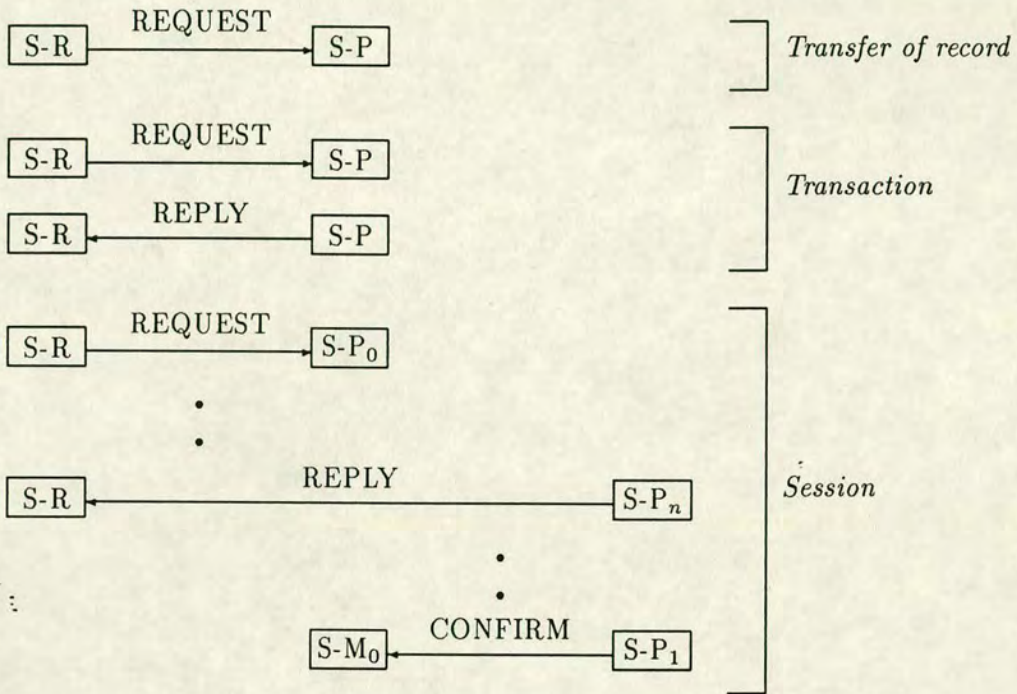 REQUEST
S-R S-P
Transfer of record
REQUEST
S-R S-P
Transaction
REPLY
S-R S-P
REQUEST
S-R S-P₀
REPLY
S-R S-Pₙ
Session
CONFIRM
S-M₀ S-P₁